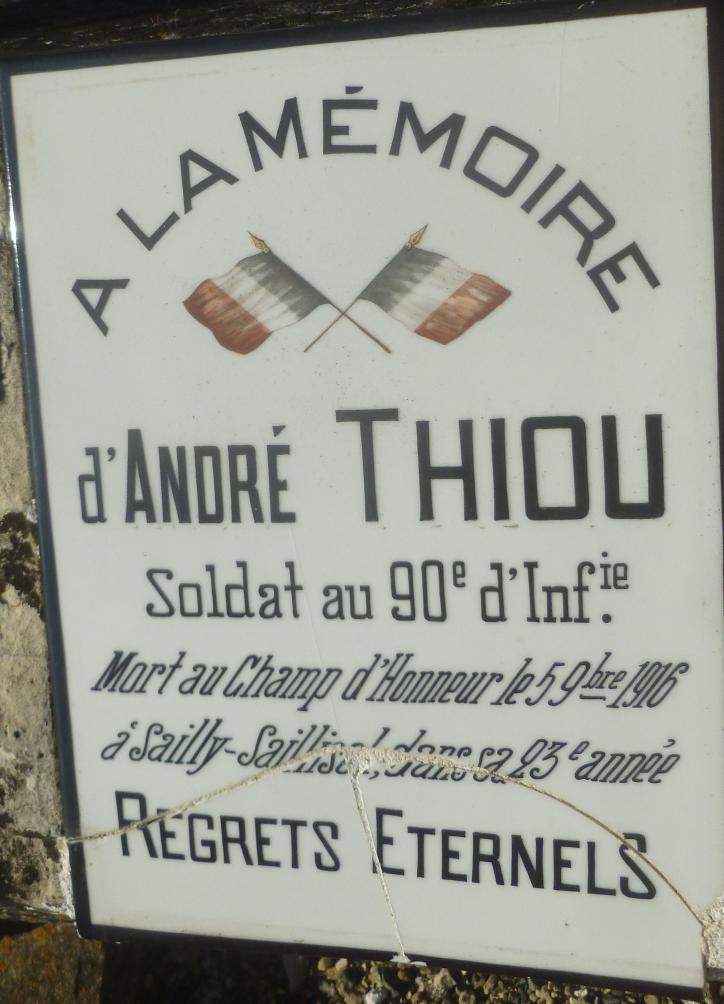 A LA MÉMOIRE
d'ANDRÉ THIOU
Soldat au 90e d'Infie.
Mort au Champ d'Honneur le 5 9bre 1916
à Sailly-Saillisel, dans sa 23e année
REGRETS ETERNELS